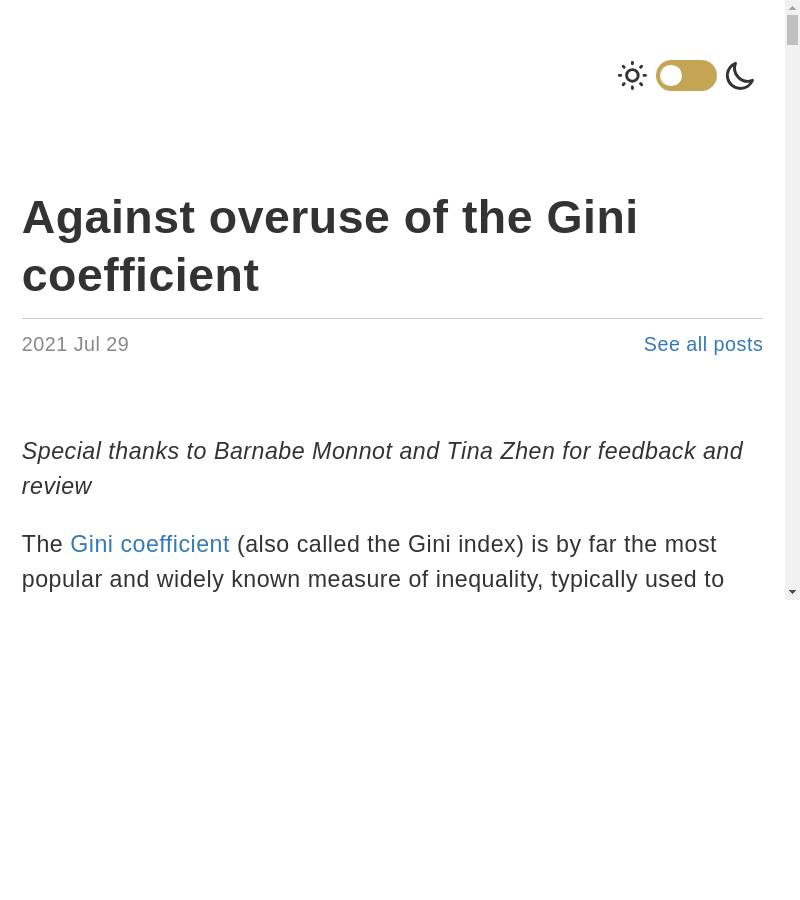 Against overuse of the Gini
coefficient
2021 Jul 29
See all posts
Special thanks to Barnabe Monnot and Tina Zhen for feedback and
review
The Gini coefficient (also called the Gini index) is by far the most
popular and widely known measure of inequality, typically used to